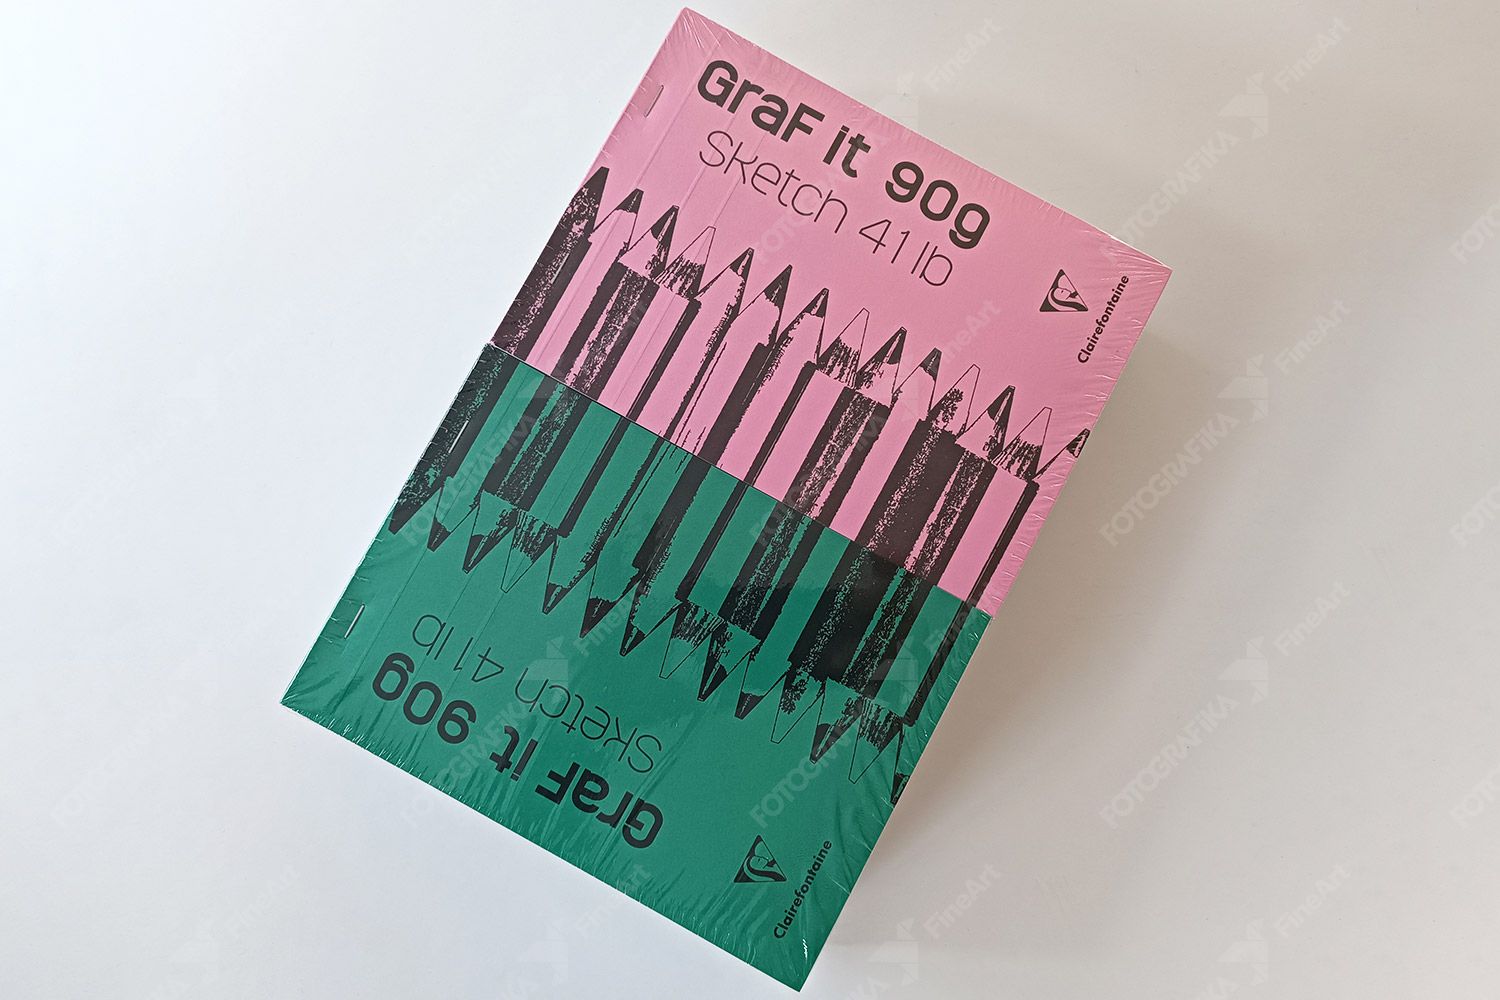 GraF it 90g
Sketch 41 lb
Clairefontaine
Sketch 41 lb
GraF it 90g
Clairefontaine
FOTOGRAFIKA FineArt